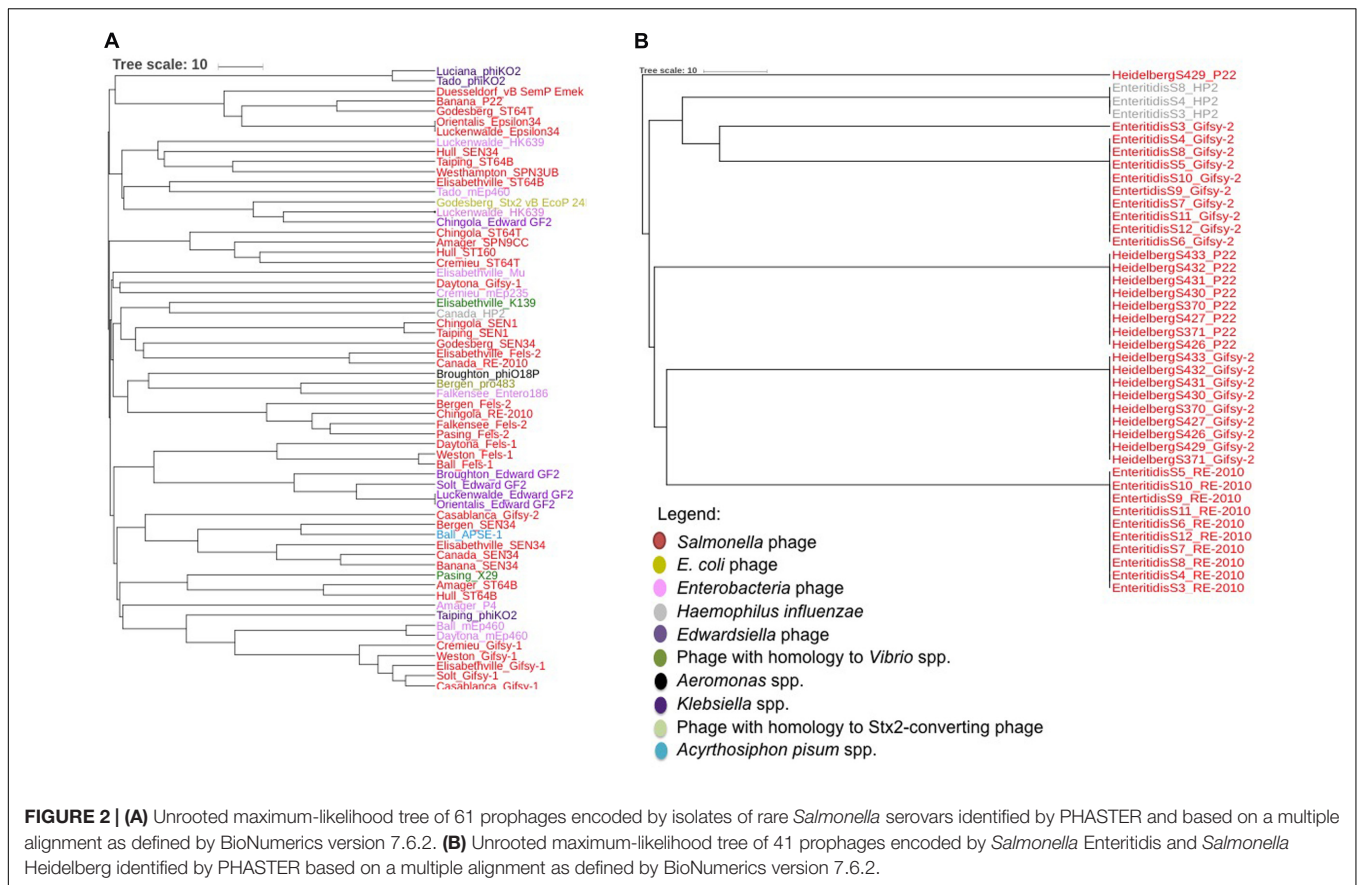 A
Tree scale: 10
Luciana_phiKO2
Tado_phiKO2
Duesseldorf_vB SemP Emek
Banana_P22
Godesberg_ST64T
Orientalis_Epsilon34
Luckenwalde_Epsilon34
Luckenwalde_HK639
Hull_SEN34
Taiping_ST64B
Westhampton_SPN3UB
Elisabethville_ST64B
Tado_mEp460
Godesberg_Stx2 vB EcoP 24
Luckenwalde_HK639
Chingola_Edward GF2
Chingola_ST64T
Amager_SPN9CC
Hull_ST160
Cremieu_ST64T
Elisabethville_Mu
Daytona_Gifsy-1
Cremieu_mEp235
Elisabethville_K139
Canada_HP2
Chingola_SEN1
Taiping_SEN1
Godesberg_SEN34
Elisabethville_Fels-2
Canada_RE-2010
Broughton_phiO18P
Bergen_pro483
Falkensee_Entero186
Bergen_Fels-2
Chingola_RE-2010
Falkensee_Fels-2
Pasing_Fels-2
Daytona_Fels-1
Weston_Fels-1
Ball_Fels-1
Broughton_Edward GF2
Solt_Edward GF2
Luckenwalde_Edward GF2
Orientalis_Edward GF2
Casablanca_Gifsy-2
Bergen_SEN34
Ball_APSE-1
Elisabethville_SEN34
Canada_SEN34
Banana_SEN34
Pasing_X29
Amager_ST64B
Hull_ST64B
Amager_P4
Taiping_phiKO2
Ball_mEp460
Daytona_mEp460
Cremieu_Gifsy-1
Weston_Gifsy-1
Elisabethville_Gifsy-1
Solt_Gifsy-1
Casablanca_Gifsy-1
B
Tree scale: 10
HeidelbergS429_P22
EnteritidisS8_HP2
EnteritidisS4_HP2
EnteritidisS3_HP2
EnteritidisS3_Gifsy-2
EnteritidisS4_Gifsy-2
EnteritidisS8_Gifsy-2
EnteritidisS5_Gifsy-2
EnteritidisS10_Gifsy-2
EntertidisS9_Gifsy-2
EnteritidisS7_Gifsy-2
EnteritidisS11_Gifsy-2
EnteritidisS12_Gifsy-2
EnteritidisS6_Gifsy-2
HeidelbergS433_P22
HeidelbergS432_P22
HeidelbergS431_P22
HeidelbergS430_P22
HeidelbergS370_P22
HeidelbergS427_P22
HeidelbergS371_P22
HeidelbergS426_P22
HeidelbergS433_Gifsy-2
HeidelbergS432_Gifsy-2
HeidelbergS431_Gifsy-2
HeidelbergS430_Gifsy-2
HeidelbergS370_Gifsy-2
HeidelbergS427_Gifsy-2
HeidelbergS426_Gifsy-2
HeidelbergS429_Gifsy-2
HeidelbergS371_Gifsy-2
EnteritidisS5_RE-2010
EnteritidisS10_RE-2010
EntertidisS9_RE-2010
EnteritidisS11_RE-2010
EnteritidisS6_RE-2010
EnteritidisS12_RE-2010
EnteritidisS7_RE-2010
EnteritidisS8_RE-2010
EnteritidisS4_RE-2010
EnteritidisS3_RE-2010
Legend:
Salmonella phage
E. coli phage
Enterobacteria phage
Haemophilus influenzae
Edwardsiella phage
Phage with homology to Vibrio spp.
Aeromonas spp.
Klebsiella spp.
Phage with homology to Stx2-converting phage
Acyrthosiphon pisum spp.
FIGURE 2 | (A) Unrooted maximum-likelihood tree of 61 prophages encoded by isolates of rare Salmonella serovars identified by PHASTER and based on a multiple
alignment as defined by BioNumerics version 7.6.2. (B) Unrooted maximum-likelihood tree of 41 prophages encoded by Salmonella Enteritidis and Salmonella
Heidelberg identified by PHASTER based on a multiple alignment as defined by BioNumerics version 7.6.2.